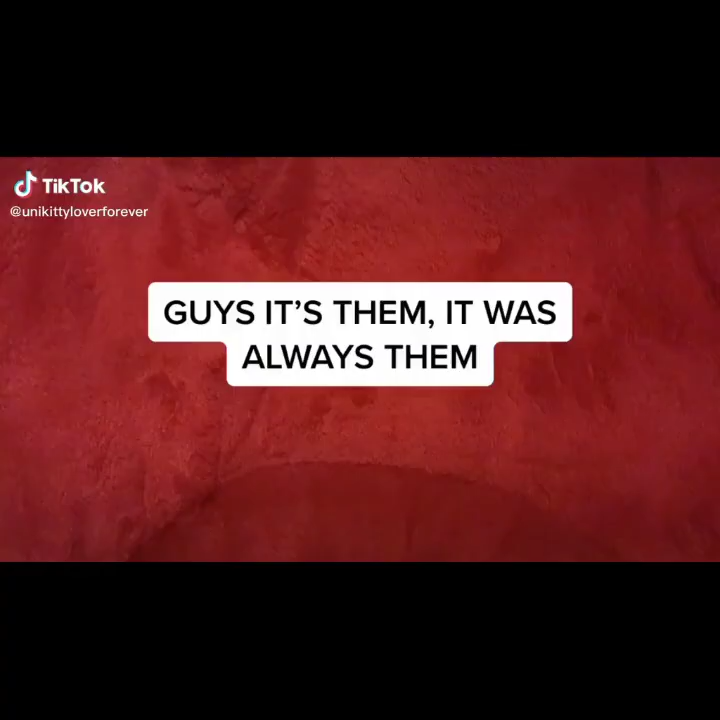 TikTok
@unikittyloverforever
GUYS IT’S THEM, IT WAS
ALWAYS THEM